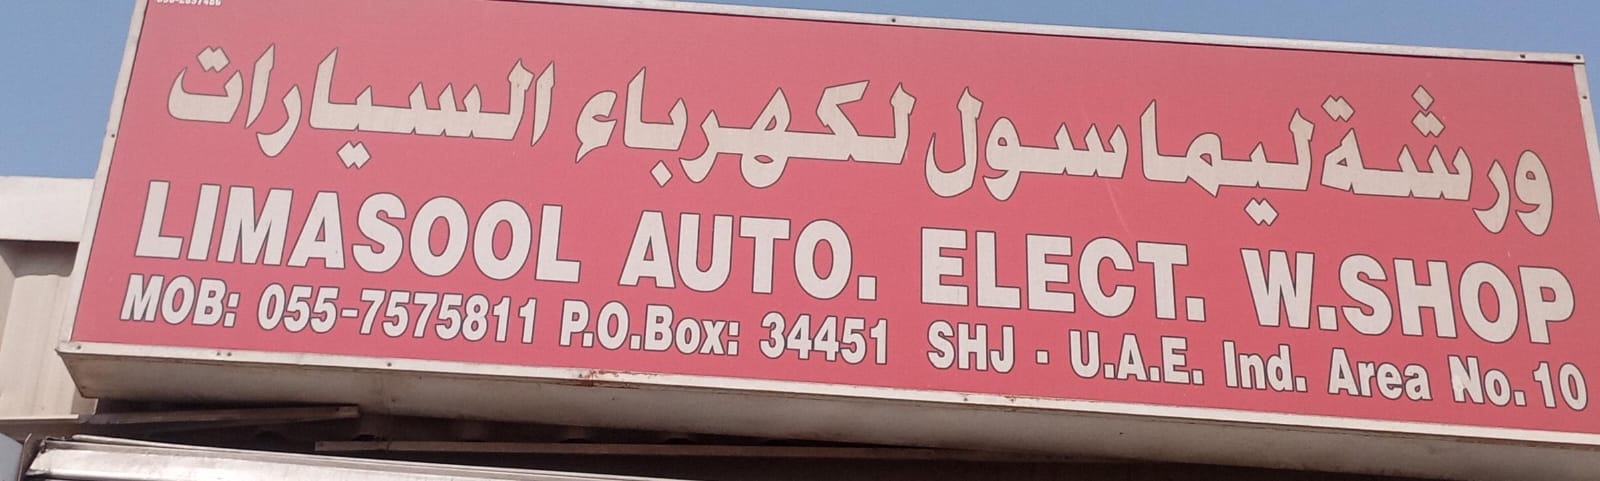 ورشة ليماسول لكهرباء السيارات
LIMASOOL AUTO. ELECT. W.SHOP
MOB: 055-7575811 P.O.Box: 34451 SHJ · U.A.E. Ind. Area No.10